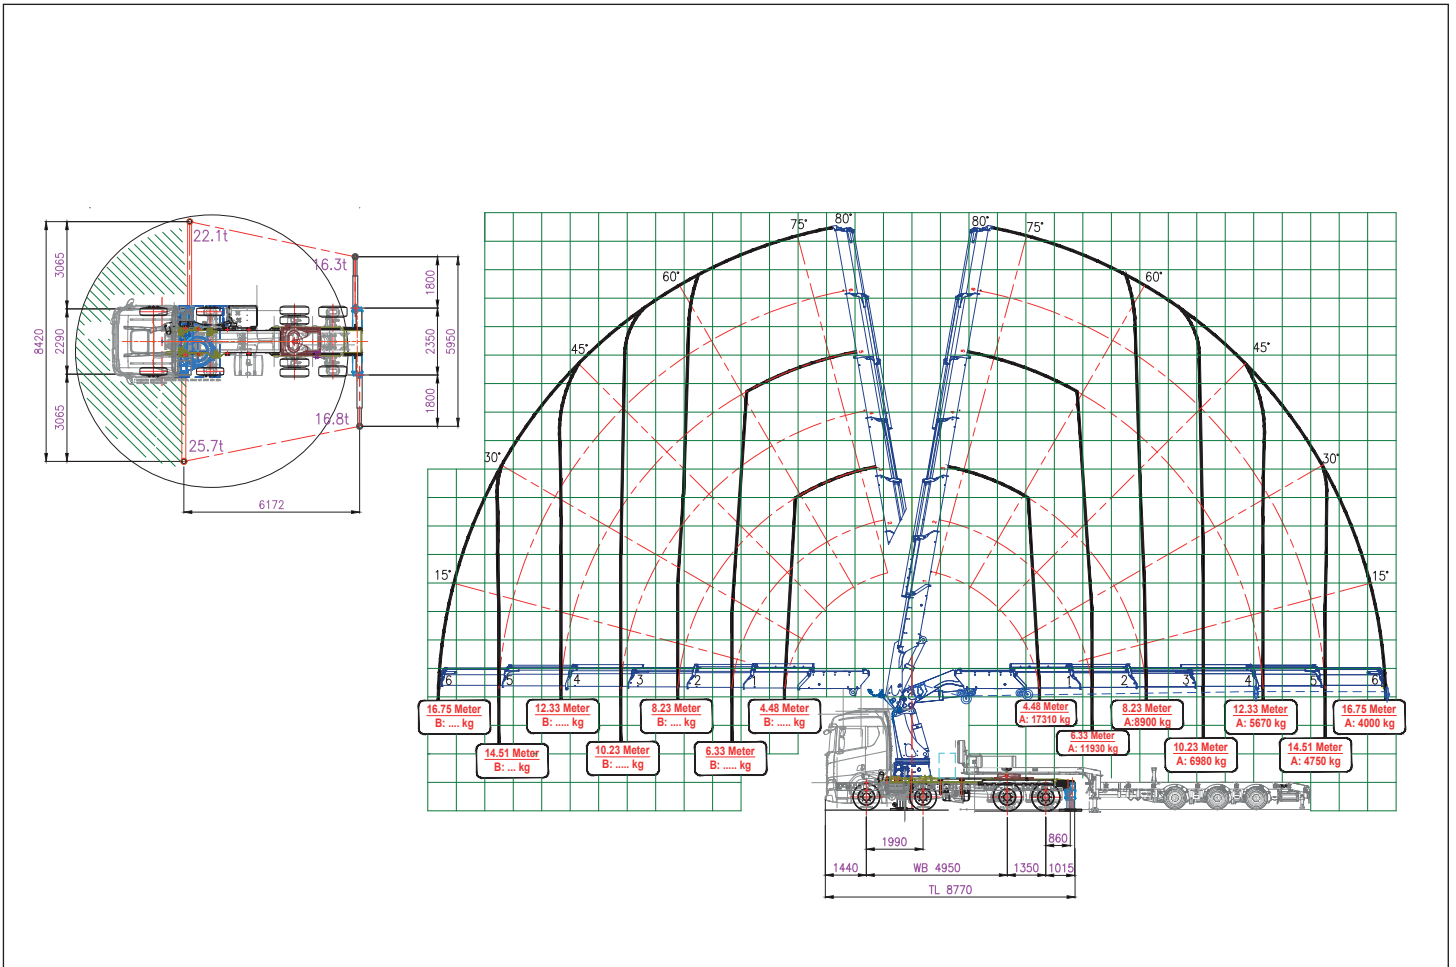 22.1t
16.3t
16.8t
25.7t
8420
3065
2290
3065
1800
2350
1800
5950
6172
80°
80°
75°
75°
60°
60°
45°
45°
30°
30°
15°
15°
6
5
4
3
2
2
3
4
5
6
16.75 Meter
B: .... kg
14.51 Meter
B: ... kg
12.33 Meter
B: ..... kg
10.23 Meter
B: ..... kg
8.23 Meter
B: .... kg
6.33 Meter
B: ..... kg
4.48 Meter
B: ..... kg
4.48 Meter
A: 17310 kg
6.33 Meter
A: 11930 kg
8.23 Meter
A:8900 kg
10.23 Meter
A: 6980 kg
12.33 Meter
A: 5670 kg
14.51 Meter
A: 4750 kg
16.75 Meter
A: 4000 kg
1990
860
1440
WB 4950
1350
1015
TL 8770